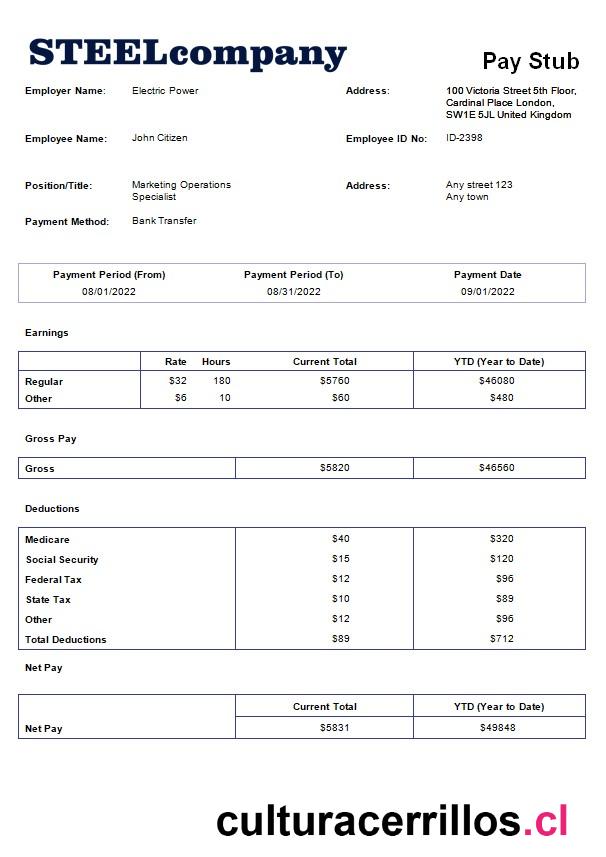 STEELcompany
Pay Stub
Employer Name: Electric Power Address: 100 Victoria Street 5th Floor,
Cardinal Place London,
SW1E 5JL United Kingdom
Employee Name: John Citizen Employee ID No: ID-2398
Position/Title: Marketing Operations Address: Any street 123
Specialist Any town
Payment Method: Bank Transfer
Payment Period (From) Payment Period (To) Payment Date
08/01/2022 08/31/2022 09/01/2022
Earnings
Rate Hours Current Total YTD (Year to Date)
Regular $32 180 $5760 $46080
Other $6 10 $60 $480
Gross Pay
Gross $5820 $46560
Deductions
Medicare $40 $320
Social Security $15 $120
Federal Tax $12 $96
State Tax $10 $89
Other $12 $96
Total Deductions $89 $712
Net Pay
Current Total YTD (Year to Date)
Net Pay $5831 $49848
culturacerrillos.cl